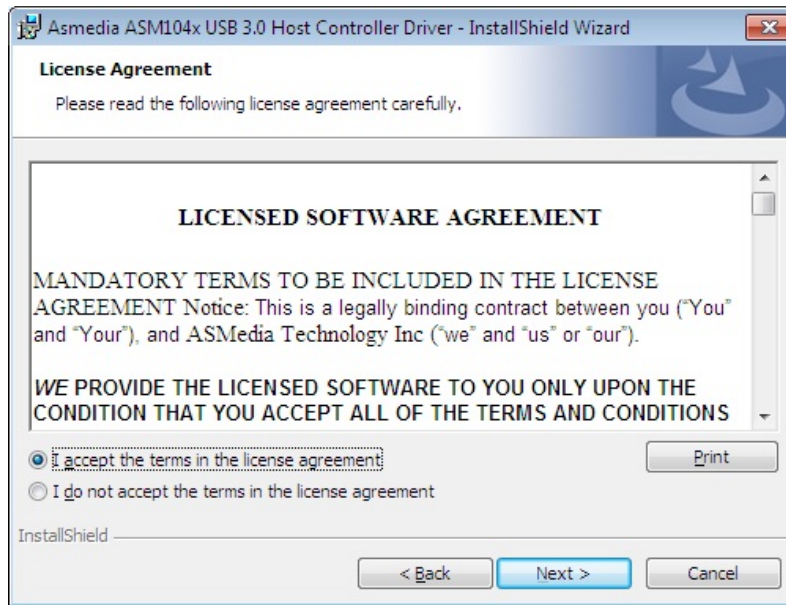 Asmedia ASM104x USB 3.0 Host Controller Driver - InstallShield Wizard
License Agreement
Please read the following license agreement carefully.
LICENSED SOFTWARE AGREEMENT
MANDATORY TERMS TO BE INCLUDED IN THE LICENSE
AGREEMENT Notice: This is a legally binding contract between you (“You”
and “Your”), and ASMedia Technology Inc (“we” and “us” or “our”).
WE PROVIDE THE LICENSED SOFTWARE TO YOU ONLY UPON THE
CONDITION THAT YOU ACCEPT ALL OF THE TERMS AND CONDITIONS
I accept the terms in the license agreement
Print
I do not accept the terms in the license agreement
InstallShield
< Back
Next >
Cancel